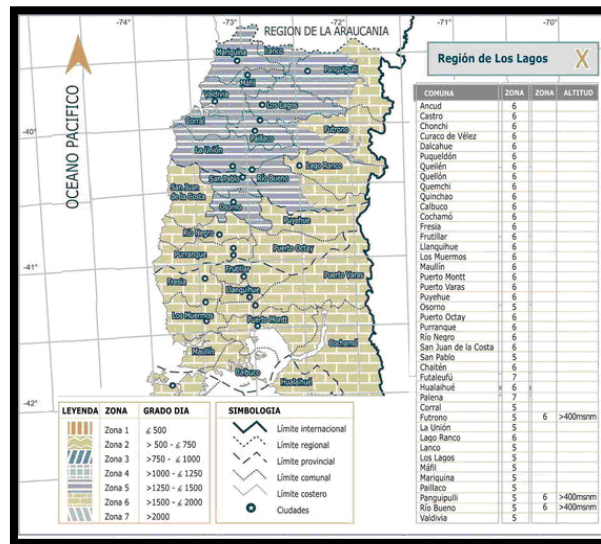 -74°
-73°
-72°
-70°
REGION DE LA ARAUCANIA
Región de Los Lagos
X
OCEANO PACIFICO
-40°
-41°
-42°
Mariquina
Lanco
Panguipulli
Máfil
Valdivia
Los Lagos
Corral
Paillaco
Futrono
La Unión
Lago Ranco
San Pablo
Río Bueno
San Juan
de la Costa
Osorno
Puyehue
Río Negro
Puerto Octay
Purranque
Frutillar
Puerto Varas
Fresia
Llanquihue
Los Muermos
Puerto Montt
Maullín
Cochamó
Calbuco
Hualaihue
COMUNA ZONA ZONA ALTITUD
Ancud 6
Castro 6
Chonchi 6
Curaco de Vélez 6
Dalcahue 6
Puqueldón 6
Queilén 6
Quellón 6
Quemchi 6
Quinchao 6
Calbuco 6
Cochamó 6
Fresia 6
Frutillar 6
Llanquihue 6
Los Muermos 6
Maullín 6
Puerto Montt 6
Puerto Varas 6
Puyehue 6
Osorno 5
Puerto Octay 6
Purranque 6
Río Negro 6
San Juan de la Costa 6
San Pablo 5
Chaitén 6
Futaleufú 7
Hualaihué 6
Palena 7
Corral 5
Futrono 5 6 >400msnm
La Unión 5
Lago Ranco 6
Lanco 5
Los Lagos 5
Máfil 5
Mariquina 5
Paillaco 5
Panguipulli 5 6 >400msnm
Río Bueno 5 6 >400msnm
Valdivia 5
LEYENDA ZONA GRADO DIA
Zona 1 ≤ 500
Zona 2 > 500 - ≤ 750
Zona 3 >750 - ≤ 1000
Zona 4 >1000 - ≤ 1250
Zona 5 >1250 - ≤ 1500
Zona 6 >1500 - ≤ 2000
Zona 7 >2000
SIMBOLOGIA
Límite internacional
Límite regional
Límite provincial
Límite comunal
Límite costero
Ciudades